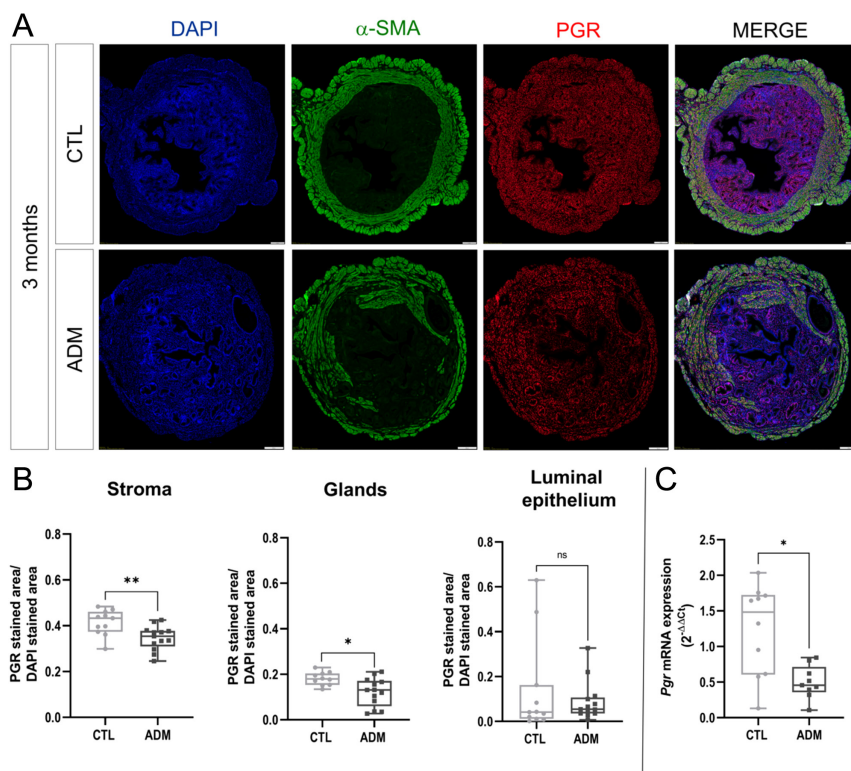 A
DAPI
α-SMA
PGR
MERGE
3 months
CTL
ADM
B
Stroma
Glands
Luminal
epithelium
C
PGR stained area/
DAPI stained area
0.8
0.6
0.4
0.2
0.0
**
CTL
ADM
PGR stained area/
DAPI stained area
0.8
0.6
0.4
0.2
0.0
*
CTL
ADM
PGR stained area/
DAPI stained area
0.8
0.6
0.4
0.2
0.0
ns
CTL
ADM
Pgr mRNA expression
(2^-ΔΔCt)
2.5
2.0
1.5
1.0
0.5
0.0
*
CTL
ADM